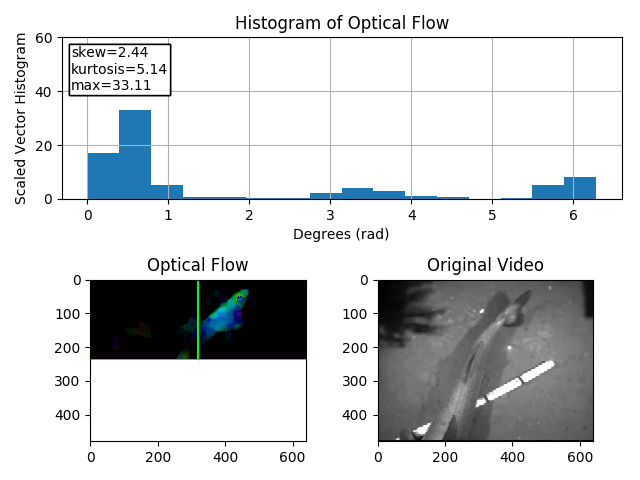 Histogram of Optical Flow
60
skew=2.44
kurtosis=5.14
max=33.11
40
20
0
Scaled Vector Histogram
0 1 2 3 4 5 6
Degrees (rad)
Optical Flow
0
100
200
300
400
0 200 400 600
Original Video
0
100
200
300
400
0 200 400 600